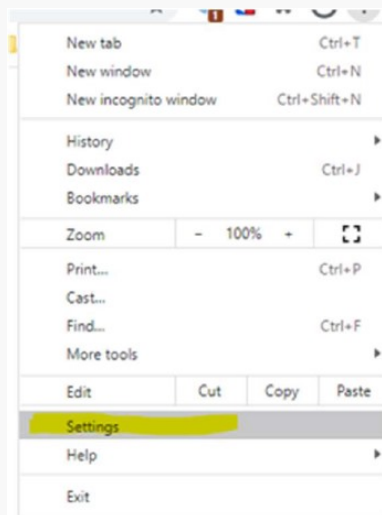 1
New tab Ctrl+T
New window Ctrl+N
New incognito window Ctrl+Shift+N
History
Downloads Ctrl+J
Bookmarks
Zoom - 100% +
Print... Ctrl+P
Cast...
Find... Ctrl+F
More tools
Edit Cut Copy Paste
Settings
Help
Exit